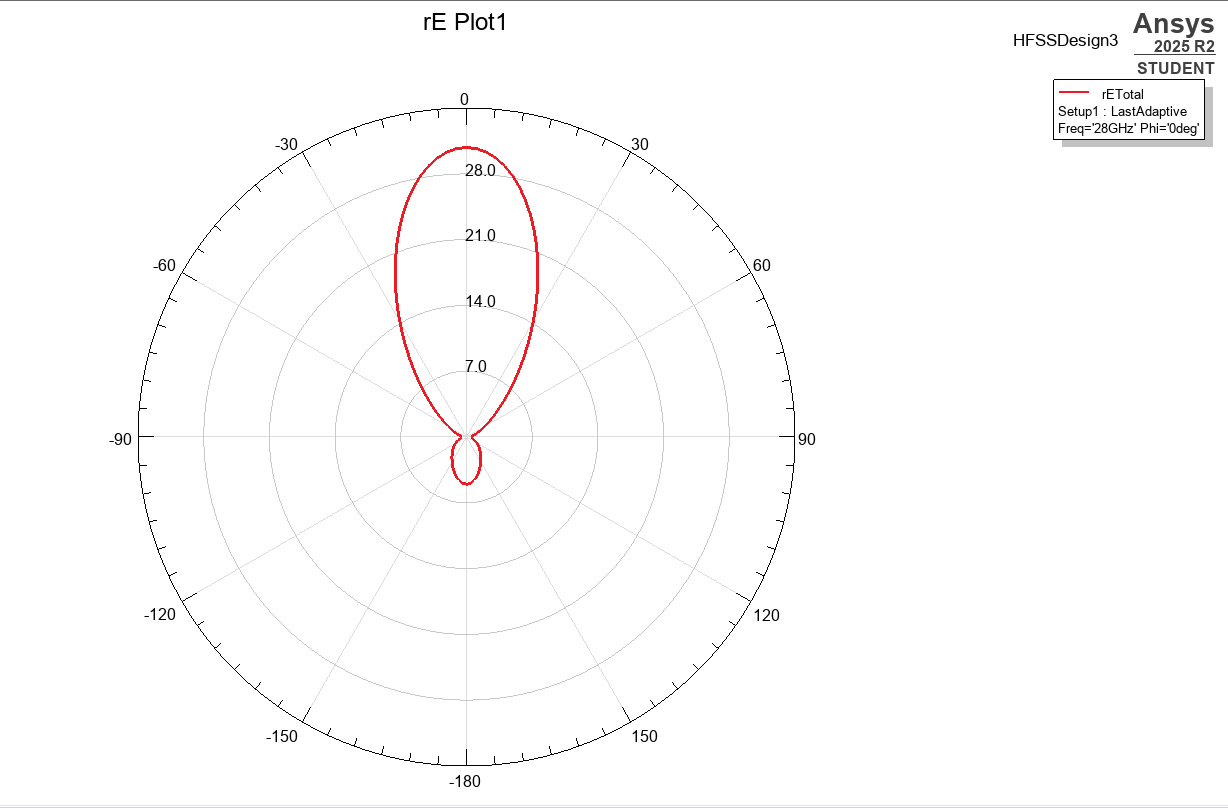 rE Plot1
HFSSDesign3
Ansys
2025 R2
STUDENT
rETotal
Setup1 : LastAdaptive
Freq='28GHz' Phi='0deg'
0
-30
30
28.0
21.0
-60
60
14.0
7.0
-90
90
-120
120
-150
150
-180